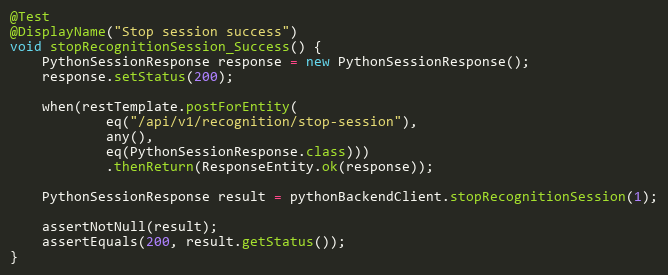 @Test
@DisplayName("Stop session success")
void stopRecognitionSession_Success() {
    PythonSessionResponse response = new PythonSessionResponse();
    response.setStatus(200);

    when(restTemplate.postForEntity(
            eq("/api/v1/recognition/stop-session"),
            any(),
            eq(PythonSessionResponse.class)))
            .thenReturn(ResponseEntity.ok(response));

    PythonSessionResponse result = pythonBackendClient.stopRecognitionSession(1);

    assertNotNull(result);
    assertEquals(200, result.getStatus());
}